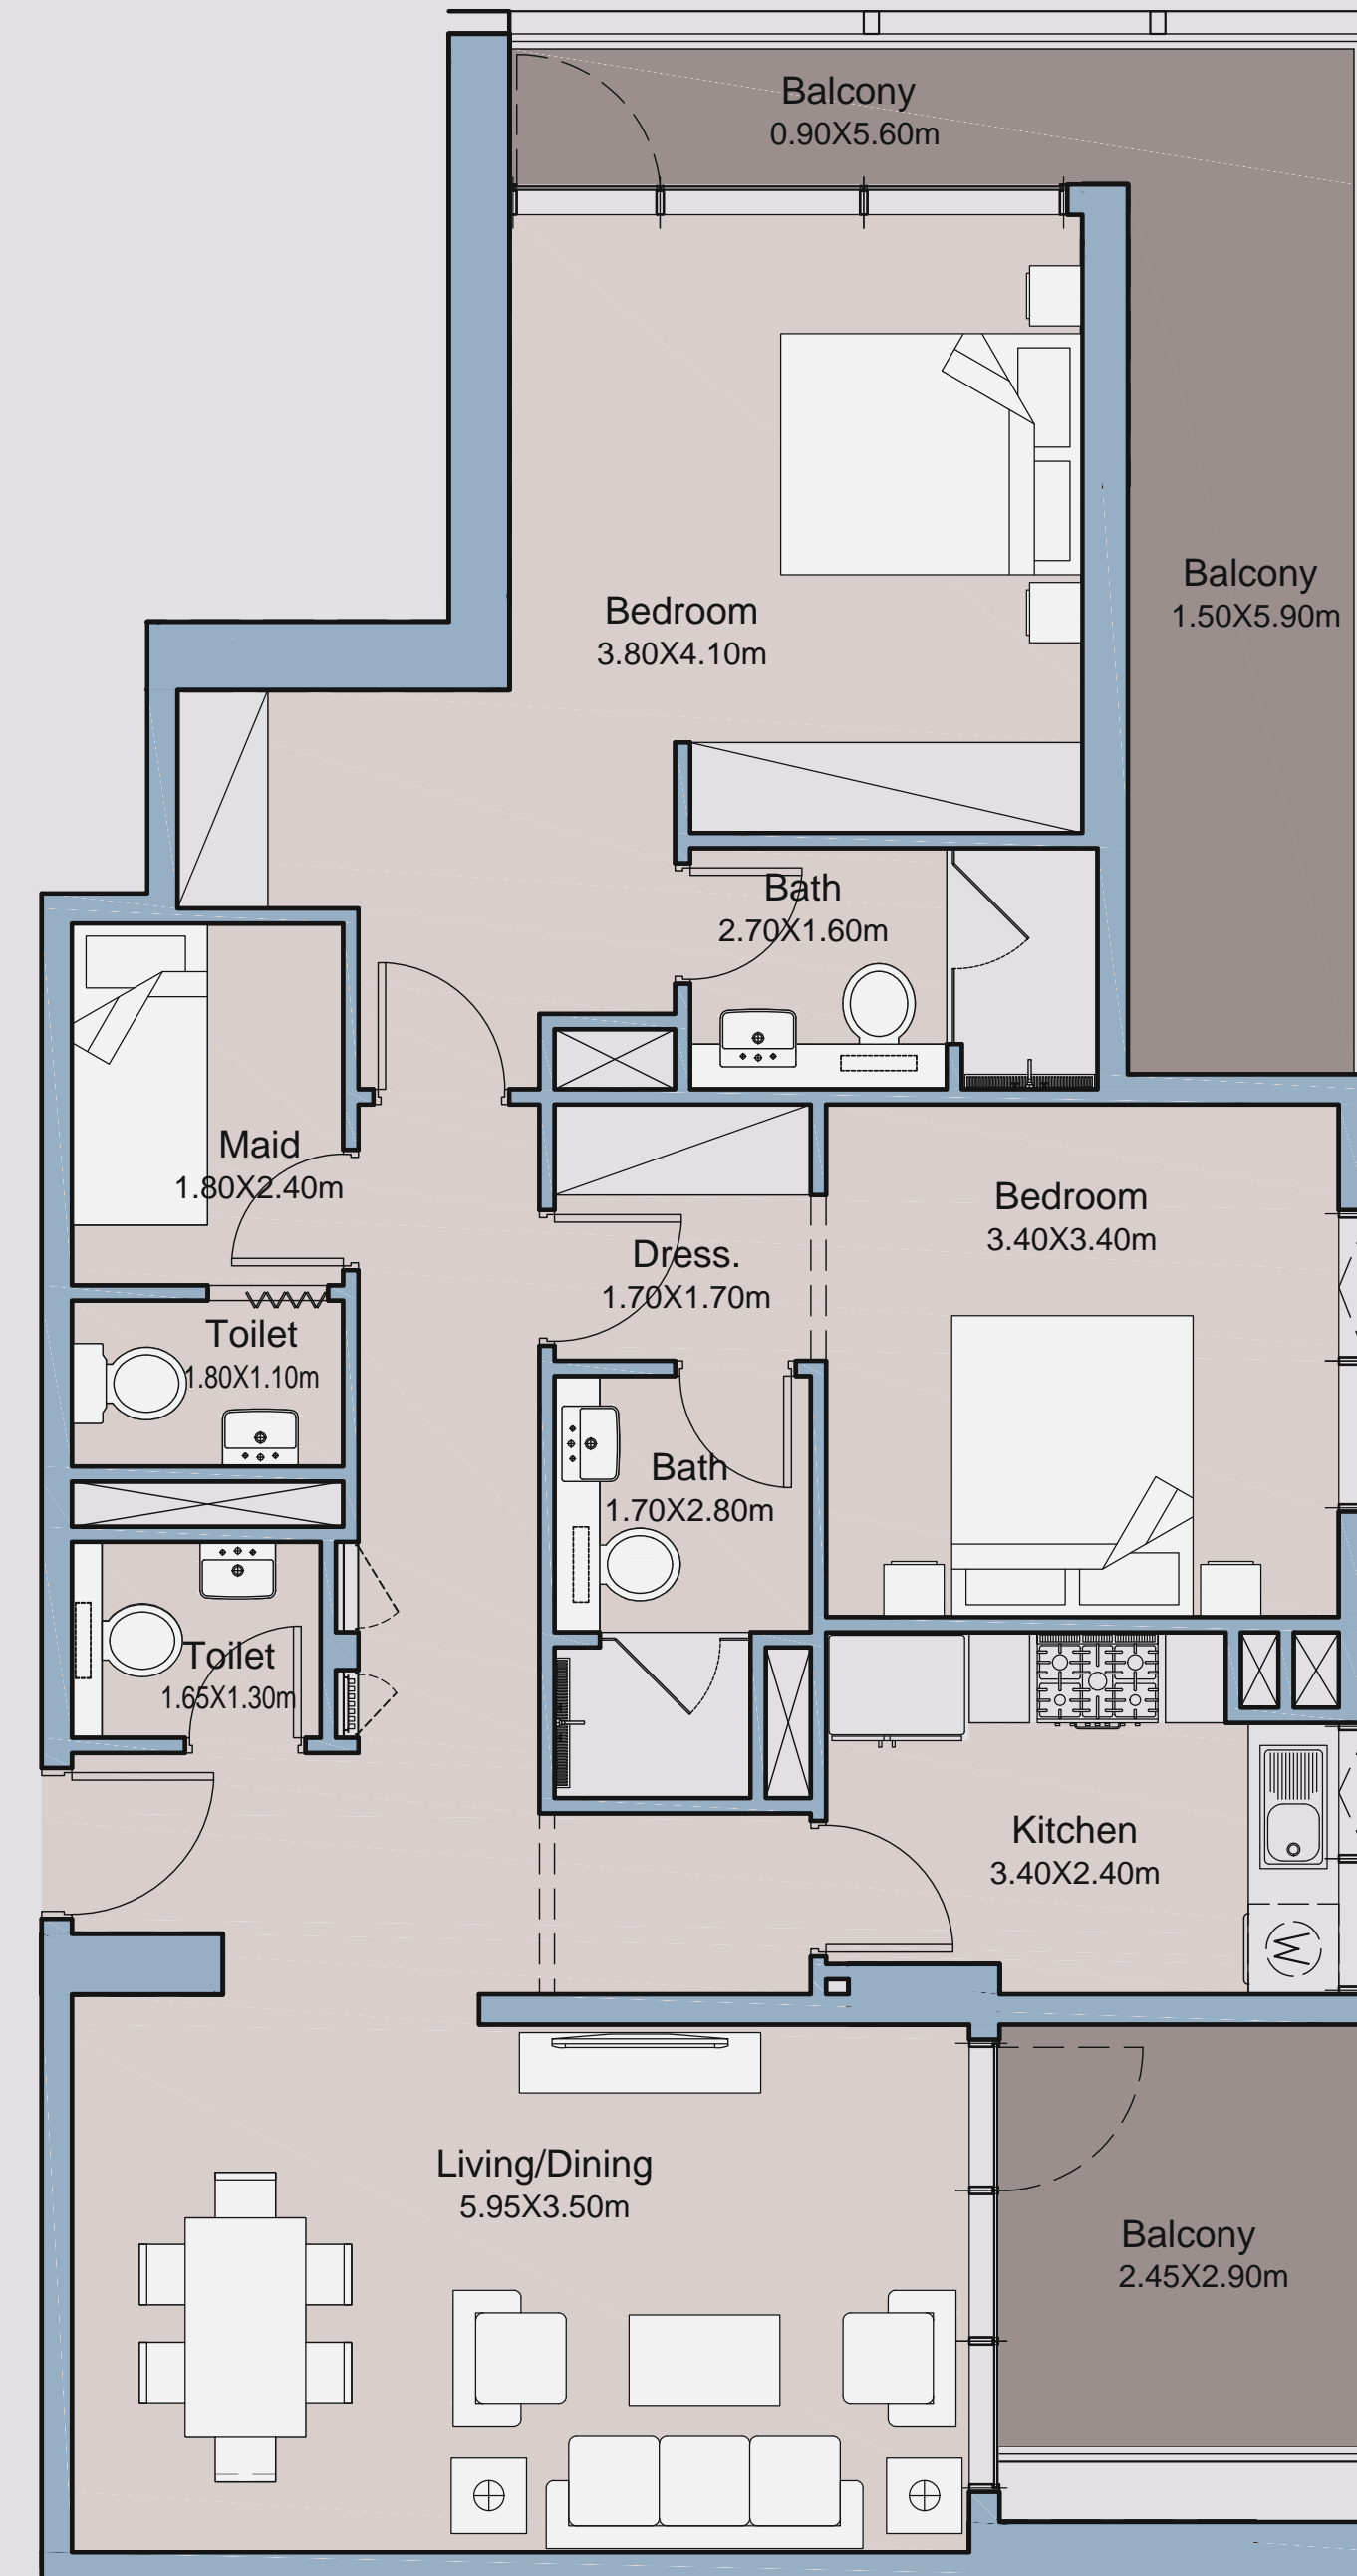 Balcony
0.90X5.60m
Balcony
1.50X5.90m
Bedroom
3.80X4.10m
Bath
2.70X1.60m
Maid
1.80X2.40m
Bedroom
3.40X3.40m
Dress.
1.70X1.70m
Toilet
1.80X1.10m
Bath
1.70X2.80m
Toilet
1.65X1.30m
Kitchen
3.40X2.40m
W
Living/Dining
5.95X3.50m
Balcony
2.45X2.90m